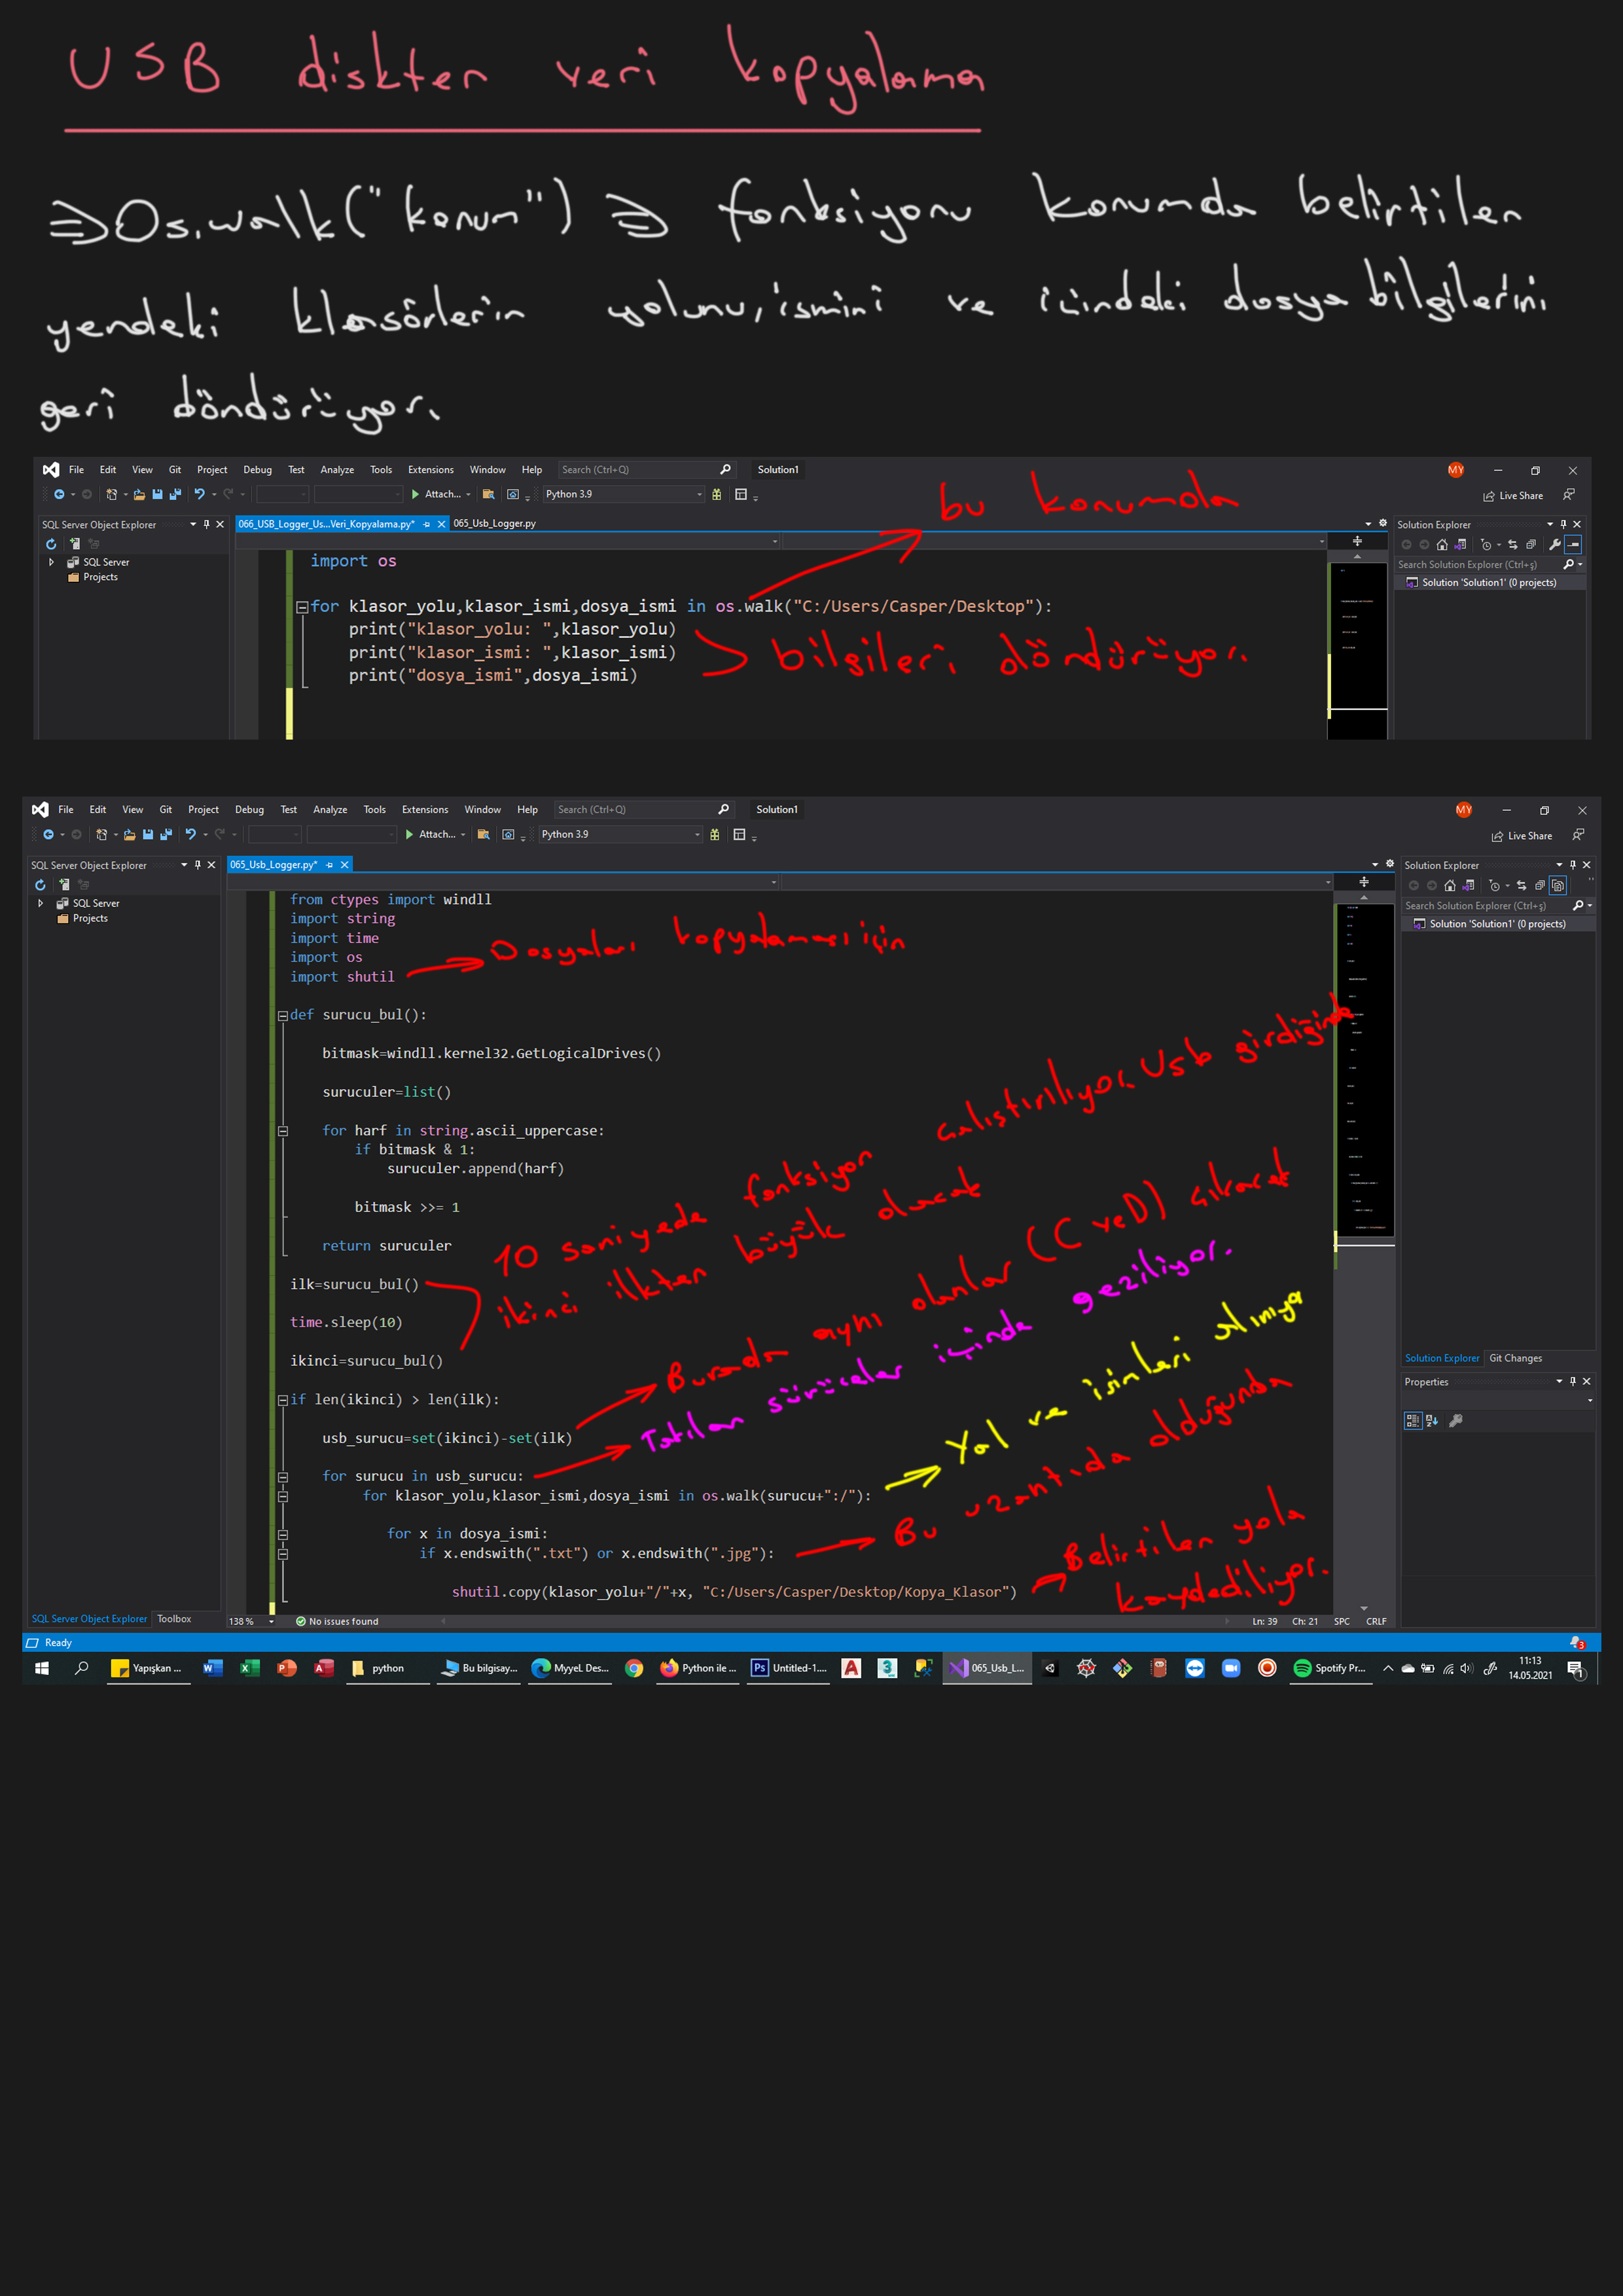 USB diskten veri kopyalama
⇒Os.walk("konum") ⇒ fonksiyonu konumda belirtilen
yerdeki klasörlerin yolunu, ismini ve içindeki dosya bilgilerini
geri döndürüyor.
File Edit View Git Project Debug Test Analyze Tools Extensions Window Help Search (Ctrl+Q) Solution1 MY
Attach... Python 3.9 Live Share
bu konumda
SQL Server Object Explorer 066_USB_Logger_Us...Veri_Kopyalama.py* 065_Usb_Logger.py Solution Explorer
Search Solution Explorer (Ctrl+ş)
SQL Server
Projects
Solution 'Solution1' (0 projects)
import os
for klasor_yolu,klasor_ismi,dosya_ismi in os.walk("C:/Users/Casper/Desktop"):
print("klasor_yolu: ",klasor_yolu)
print("klasor_ismi: ",klasor_ismi)
print("dosya_ismi",dosya_ismi)
bilgileri döndürüyor.
File Edit View Git Project Debug Test Analyze Tools Extensions Window Help Search (Ctrl+Q) Solution1 MY
Attach... Python 3.9 Live Share
SQL Server Object Explorer 065_Usb_Logger.py* Solution Explorer
Search Solution Explorer (Ctrl+ş)
SQL Server
Projects
Solution 'Solution1' (0 projects)
from ctypes import windll
import string
import time
import os
import shutil
Dosyaları kopyalaması için
def surucu_bul():
bitmask=windll.kernel32.GetLogicalDrives()
suruculer=list()
for harf in string.ascii_uppercase:
if bitmask & 1:
suruculer.append(harf)
bitmask >>= 1
return suruculer
10 saniyede fonksiyon çalıştırılıyor. Usb girdiğinde
ikinci ilkten büyük olacak
ilk=surucu_bul()
time.sleep(10)
ikinci=surucu_bul()
if len(ikinci) > len(ilk):
usb_surucu=set(ikinci)-set(ilk)
Burada aynı olanlar (C ve D) çıkacak
for surucu in usb_surucu:
Tutulan sürücüler içinde geziliyor.
for klasor_yolu,klasor_ismi,dosya_ismi in os.walk(surucu+":/"):
Yol ve isimleri alınıyo
for x in dosya_ismi:
if x.endswith(".txt") or x.endswith(".jpg"):
Bu uzantıda olduğunda
shutil.copy(klasor_yolu+"/"+x, "C:/Users/Casper/Desktop/Kopya_Klasor")
Belirtilen yola
kaydediliyor.
Solution Explorer Git Changes
Properties
SQL Server Object Explorer Toolbox 138 % No issues found Ln: 39 Ch: 21 SPC CRLF
Ready 3
Yapışkan ... python Bu bilgisay... MyyeL Des... Python ile ... Untitled-1.... 065_Usb_L... Spotify Pr... 11:13
14.05.2021